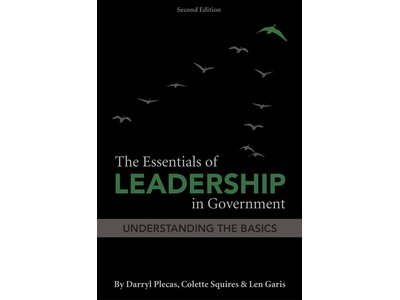 Second Edition
The Essentials of
LEADERSHIP
in Government
UNDERSTANDING THE BASICS
By Darryl Plecas, Colette Squires & Len Garis